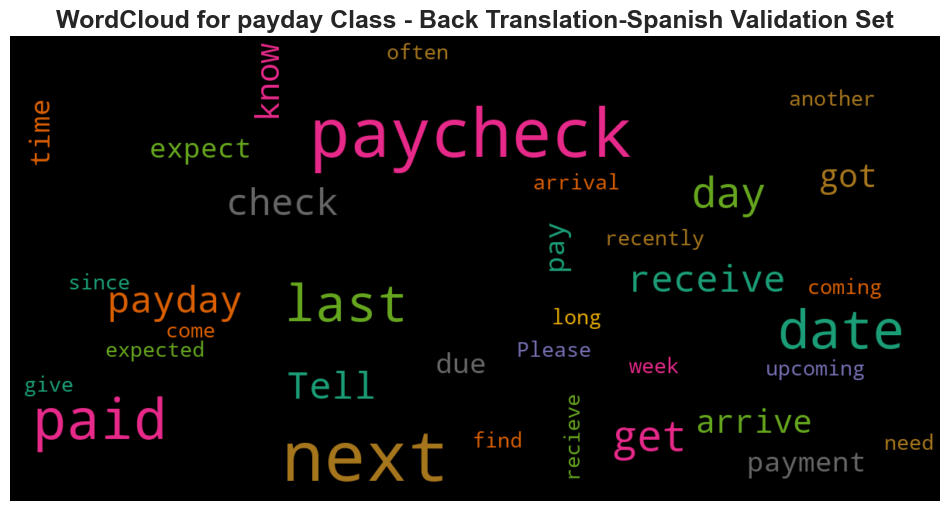 WordCloud for payday Class - Back Translation-Spanish Validation Set
often
know
another
time
paycheck
expect
got
arrival
day
check
recently
pay
since
receive
coming
payday
last
long
date
come
expected
Please
due
week
upcoming
give
Tell
paid
recieve
arrive
get
find
need
next
payment